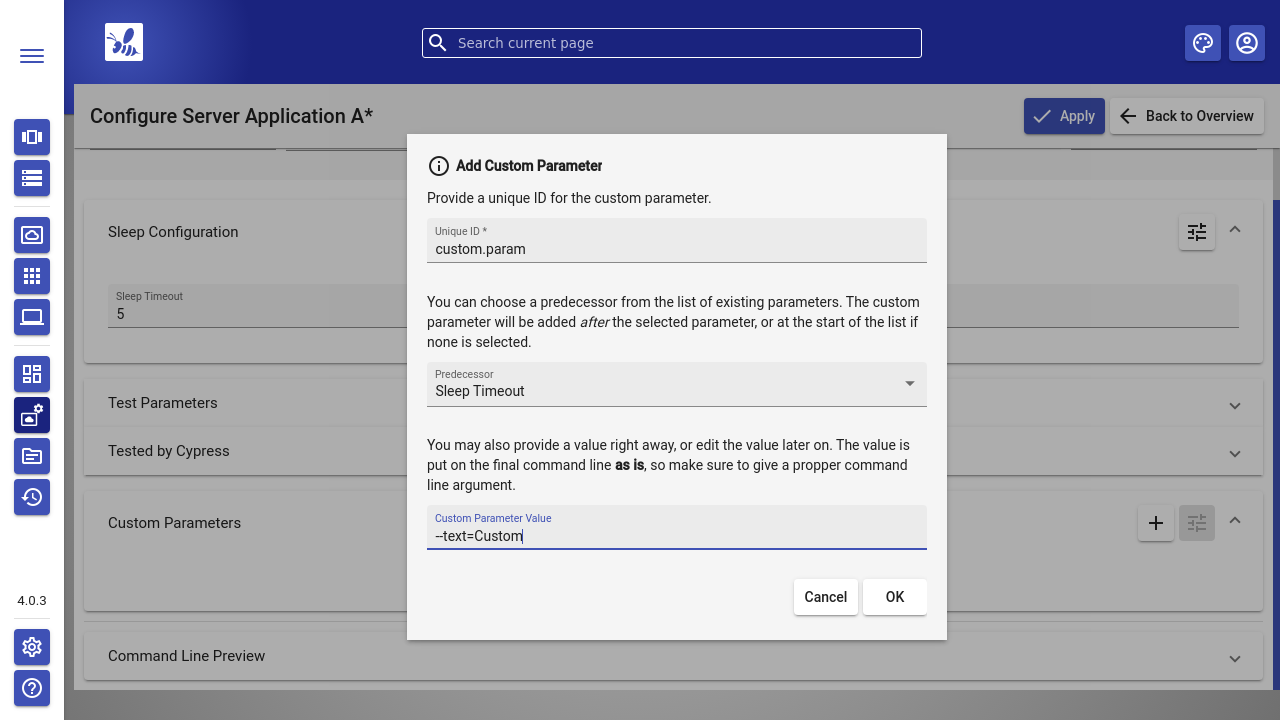 Search current page
Configure Server Application A*
Apply
Back to Overview
Add Custom Parameter
Provide a unique ID for the custom parameter.
Unique ID *
custom.param
You can choose a predecessor from the list of existing parameters. The custom
parameter will be added after the selected parameter, or at the start of the list if
none is selected.
Predecessor
Sleep Timeout
You may also provide a value right away, or edit the value later on. The value is
put on the final command line as is, so make sure to give a propper command
line argument.
Custom Parameter Value
--text=Custom
Cancel
OK
Sleep Configuration
Sleep Timeout
5
Test Parameters
Tested by Cypress
Custom Parameters
Command Line Preview
4.0.3